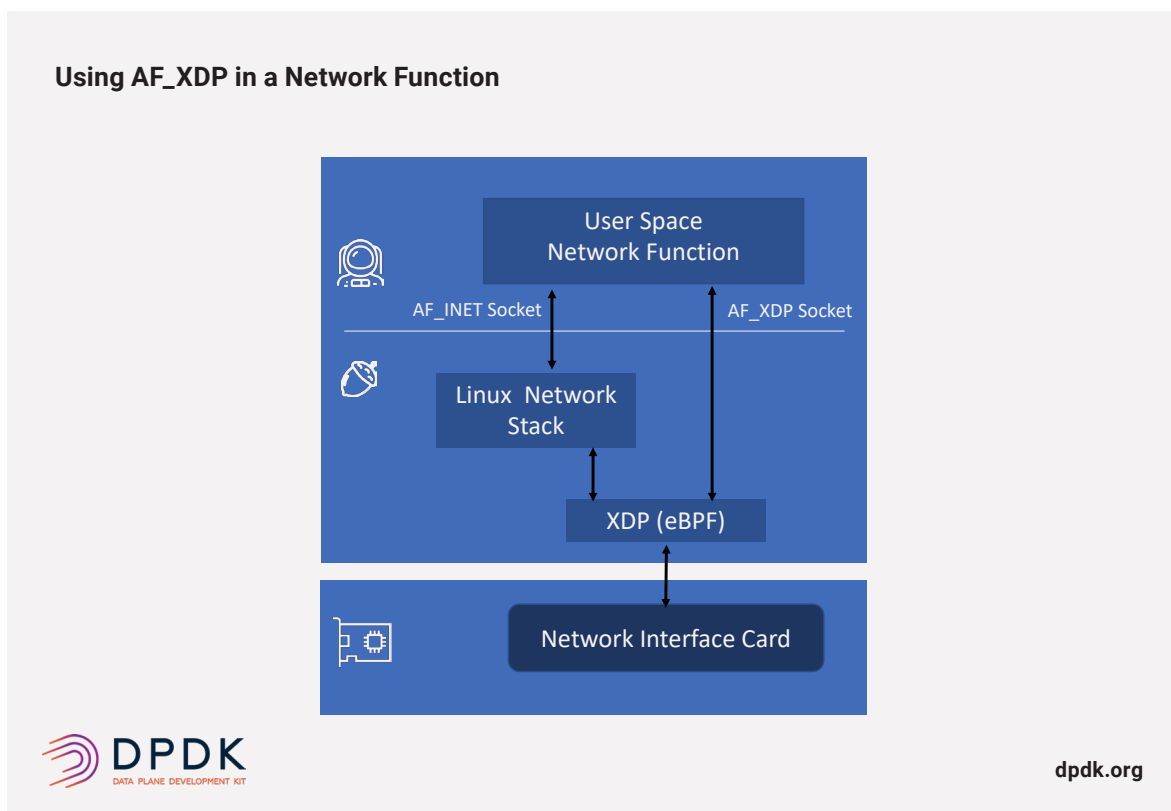 Using AF_XDP in a Network Function
User Space
Network Function
AF_INET Socket
AF_XDP Socket
Linux Network
Stack
XDP (eBPF)
Network Interface Card
DPDK
DATA PLANE DEVELOPMENT KIT
dpdk.org